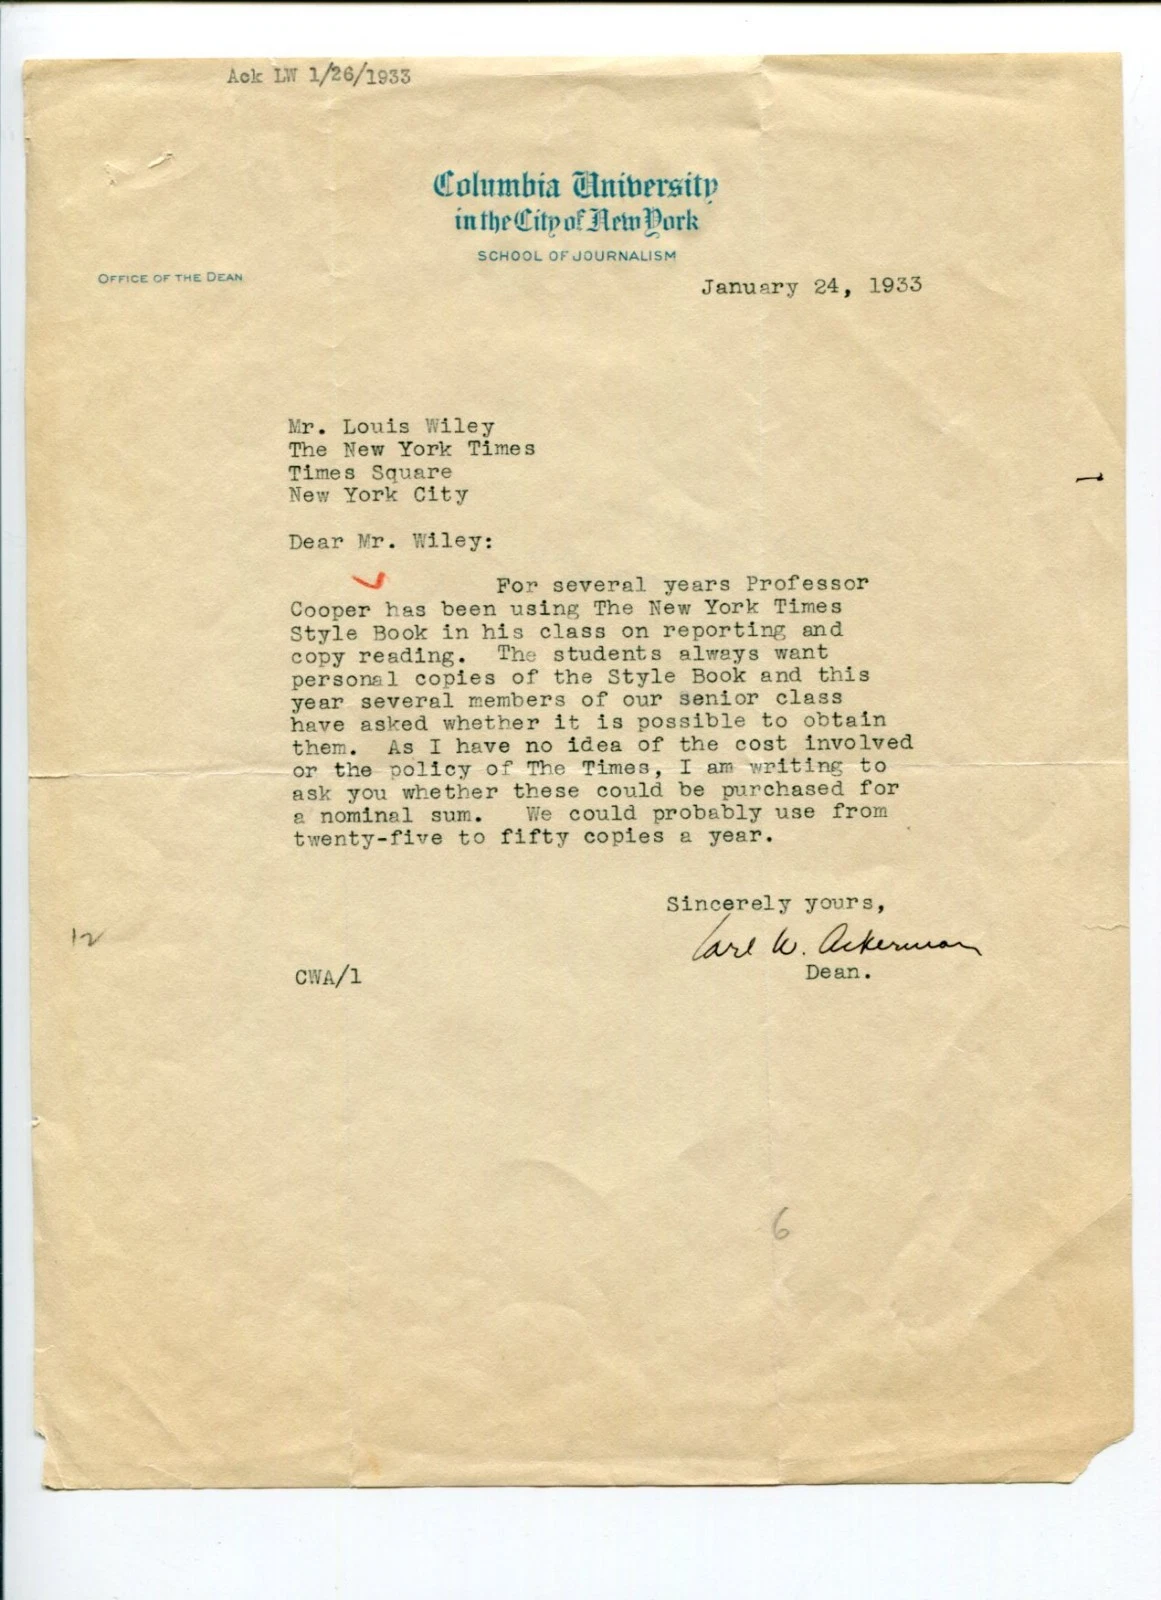 Ack LW 1/26/1933
Columbia University
in the City of New York
SCHOOL OF JOURNALISM
OFFICE OF THE DEAN
January 24, 1933
Mr. Louis Wiley
The New York Times
Times Square
New York City
Dear Mr. Wiley:
For several years Professor
Cooper has been using The New York Times
Style Book in his class on reporting and
copy reading. The students always want
personal copies of the Style Book and this
year several members of our senior class
have asked whether it is possible to obtain
them. As I have no idea of the cost involved
or the policy of The Times, I am writing to
ask you whether these could be purchased for
a nominal sum. We could probably use from
twenty-five to fifty copies a year.
Sincerely yours,
Carl W. Ackerman
Dean.
12
CWA/l
6